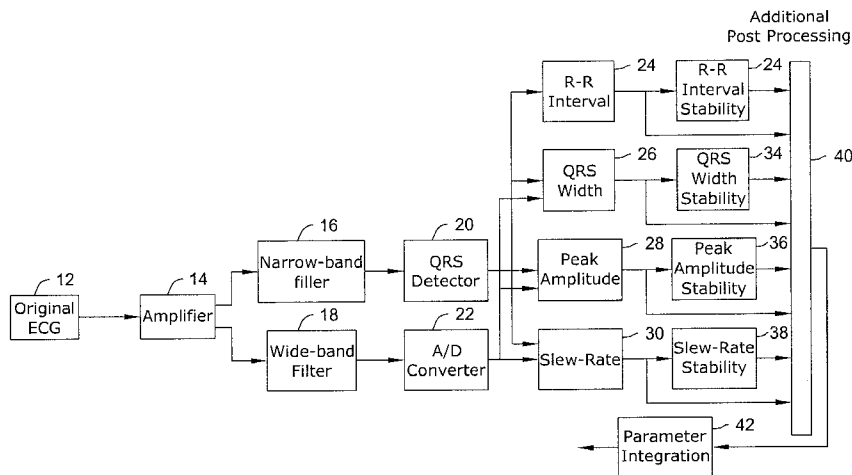 Additional
Post Processing
24
R-R
Interval
24
R-R
Interval
Stability
40
26
QRS
Width
34
QRS
Width
Stability
12
Original
ECG
14
Amplifier
16
Narrow-band
filler
20
QRS
Detector
28
Peak
Amplitude
36
Peak
Amplitude
Stability
18
Wide-band
Filter
22
A/D
Converter
30
Slew-Rate
38
Slew-Rate
Stability
42
Parameter
Integration